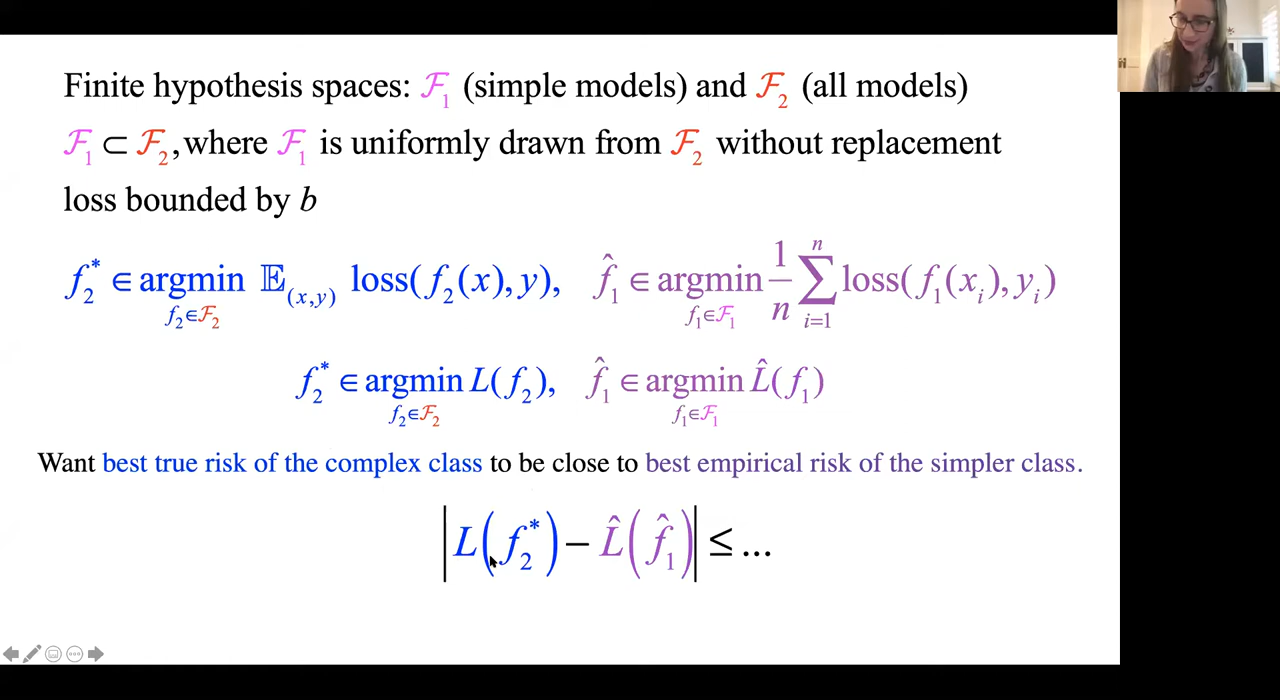 Finite hypothesis spaces: ℱ₁ (simple models) and ℱ₂ (all models)
ℱ₁ ⊂ ℱ₂, where ℱ₁ is uniformly drawn from ℱ₂ without replacement
loss bounded by b
f₂* ∈ argmin_{f₂∈ℱ₂} 𝔼_{(x,y)} loss(f₂(x), y), f̂₁ ∈ argmin_{f₁∈ℱ₁} 1/n ∑_{i=1}^{n} loss(f₁(xᵢ), yᵢ)
f₂* ∈ argmin_{f₂∈ℱ₂} L(f₂), f̂₁ ∈ argmin_{f₁∈ℱ₁} L̂(f₁)
Want best true risk of the complex class to be close to best empirical risk of the simpler class.
|L(f₂*) − L̂(f̂₁)| ≤ ...